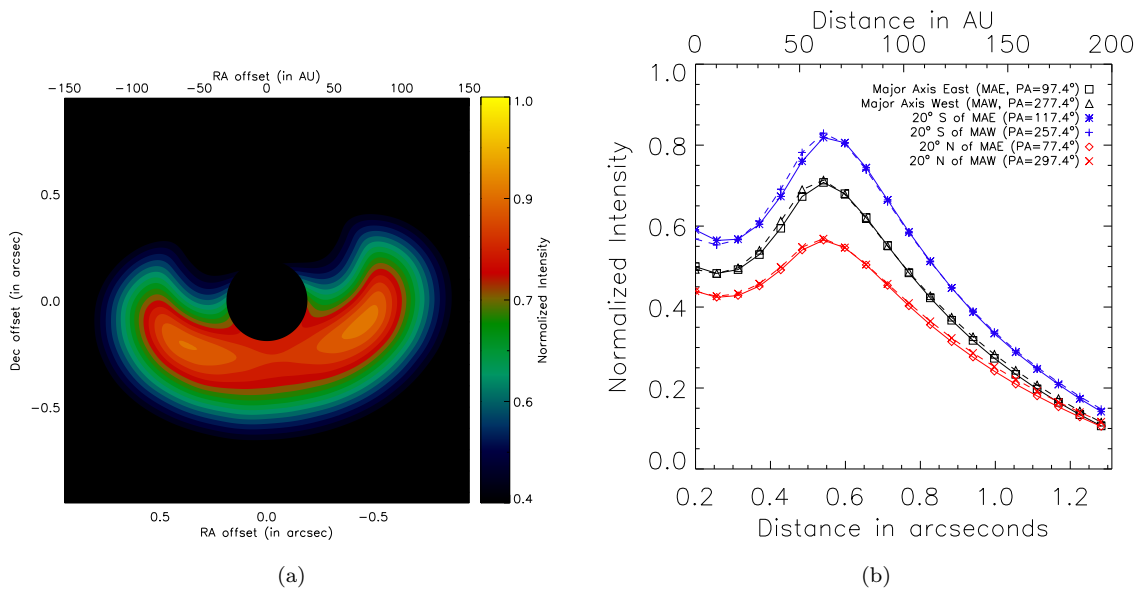 RA offset (in AU)
−150 −100 −50 0 50 100 150
Dec offset (in arcsec)
0.5
0.0
−0.5
0.5 0.0 −0.5
RA offset (in arcsec)
1.0
0.9
0.8
0.7
0.6
0.5
0.4
Normalized Intensity
(a)
Distance in AU
0 50 100 150 200
Normalized Intensity
1.0
0.8
0.6
0.4
0.2
0.0
Major Axis East (MAE, PA=97.4°)
Major Axis West (MAW, PA=277.4°)
20° S of MAE (PA=117.4°)
20° S of MAW (PA=257.4°)
20° N of MAE (PA=77.4°)
20° N of MAW (PA=297.4°)
0.2 0.4 0.6 0.8 1.0 1.2
Distance in arcseconds
(b)